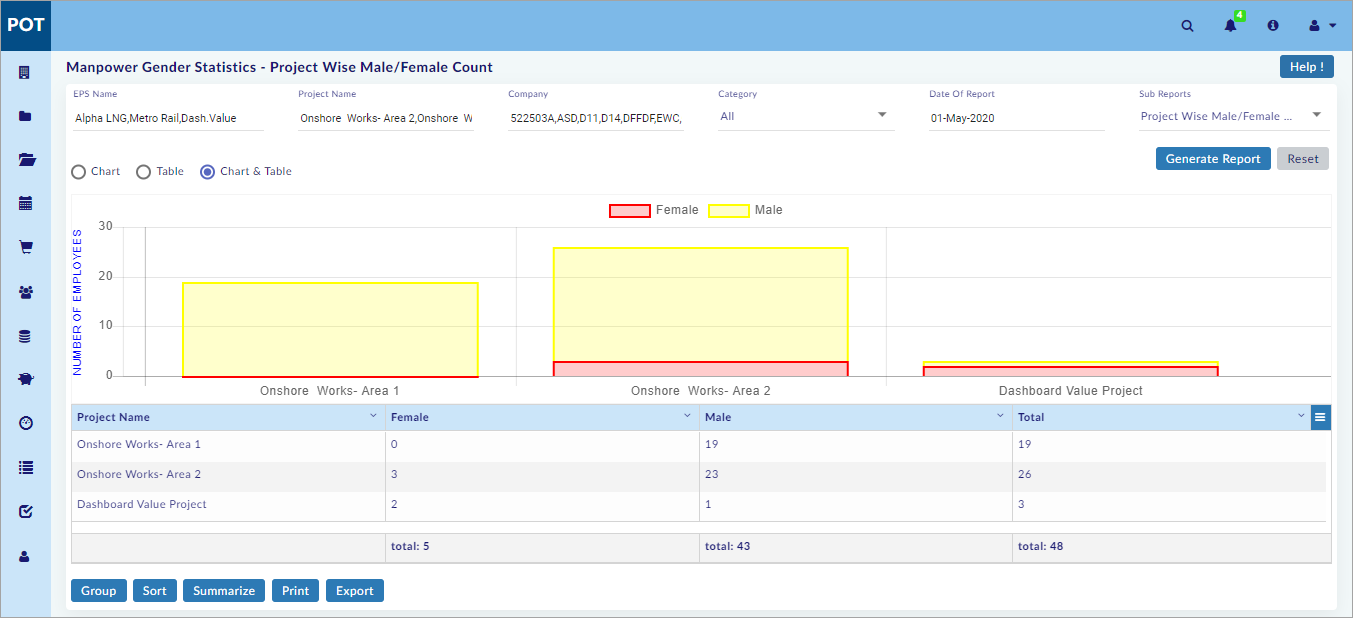 POT
4
Manpower Gender Statistics - Project Wise Male/Female Count
Help !
EPS Name
Project Name
Company
Category
Date Of Report
Sub Reports
Alpha LNG,Metro Rail,Dash.Value
Onshore Works- Area 2,Onshore W
522503A,ASD,D11,D14,DFFDF,EWC,
All
01-May-2020
Project Wise Male/Female ...
Generate Report
Reset
Chart
Table
Chart & Table
Female
Male
NUMBER OF EMPLOYEES
30
20
10
0
Onshore Works- Area 1
Onshore Works- Area 2
Dashboard Value Project
Project Name Female Male Total
Onshore Works- Area 1 0 19 19
Onshore Works- Area 2 3 23 26
Dashboard Value Project 2 1 3
total: 5 total: 43 total: 48
Group
Sort
Summarize
Print
Export